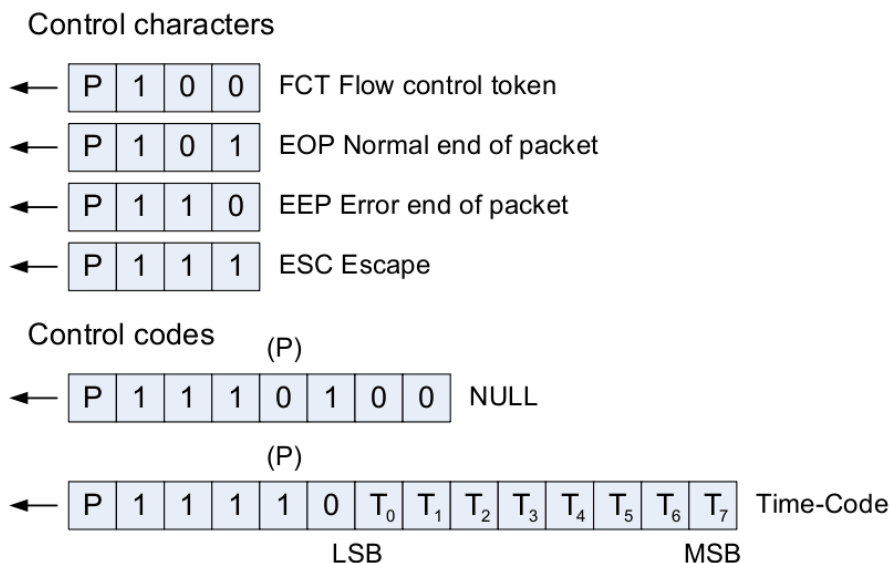 Control characters
P 1 0 0 FCT Flow control token
P 1 0 1 EOP Normal end of packet
P 1 1 0 EEP Error end of packet
P 1 1 1 ESC Escape
Control codes
(P)
P 1 1 1 0 1 0 0 NULL
(P)
P 1 1 1 1 0 T₀ T₁ T₂ T₃ T₄ T₅ T₆ T₇ Time-Code
LSB MSB